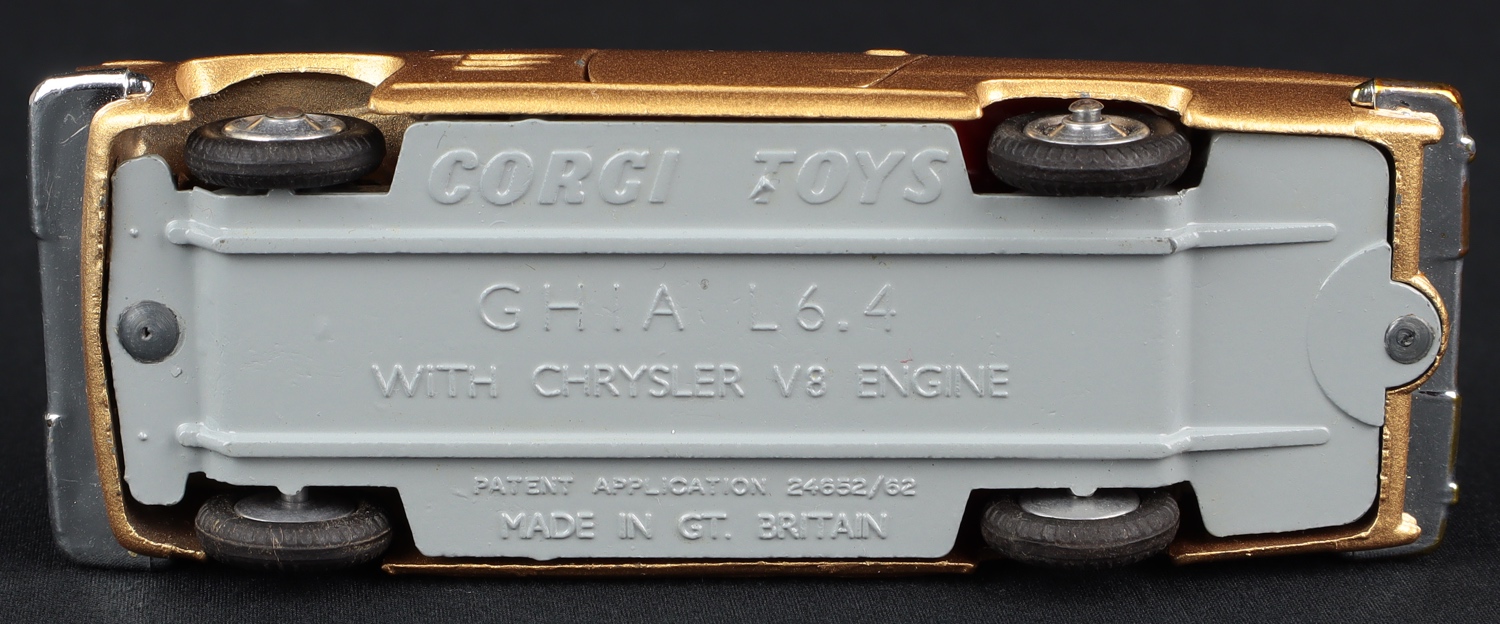 CORGI TOYS
GHIA L6.4
WITH CHRYSLER V8 ENGINE
PATENT APPLICATION 24652/62
MADE IN GT. BRITAIN